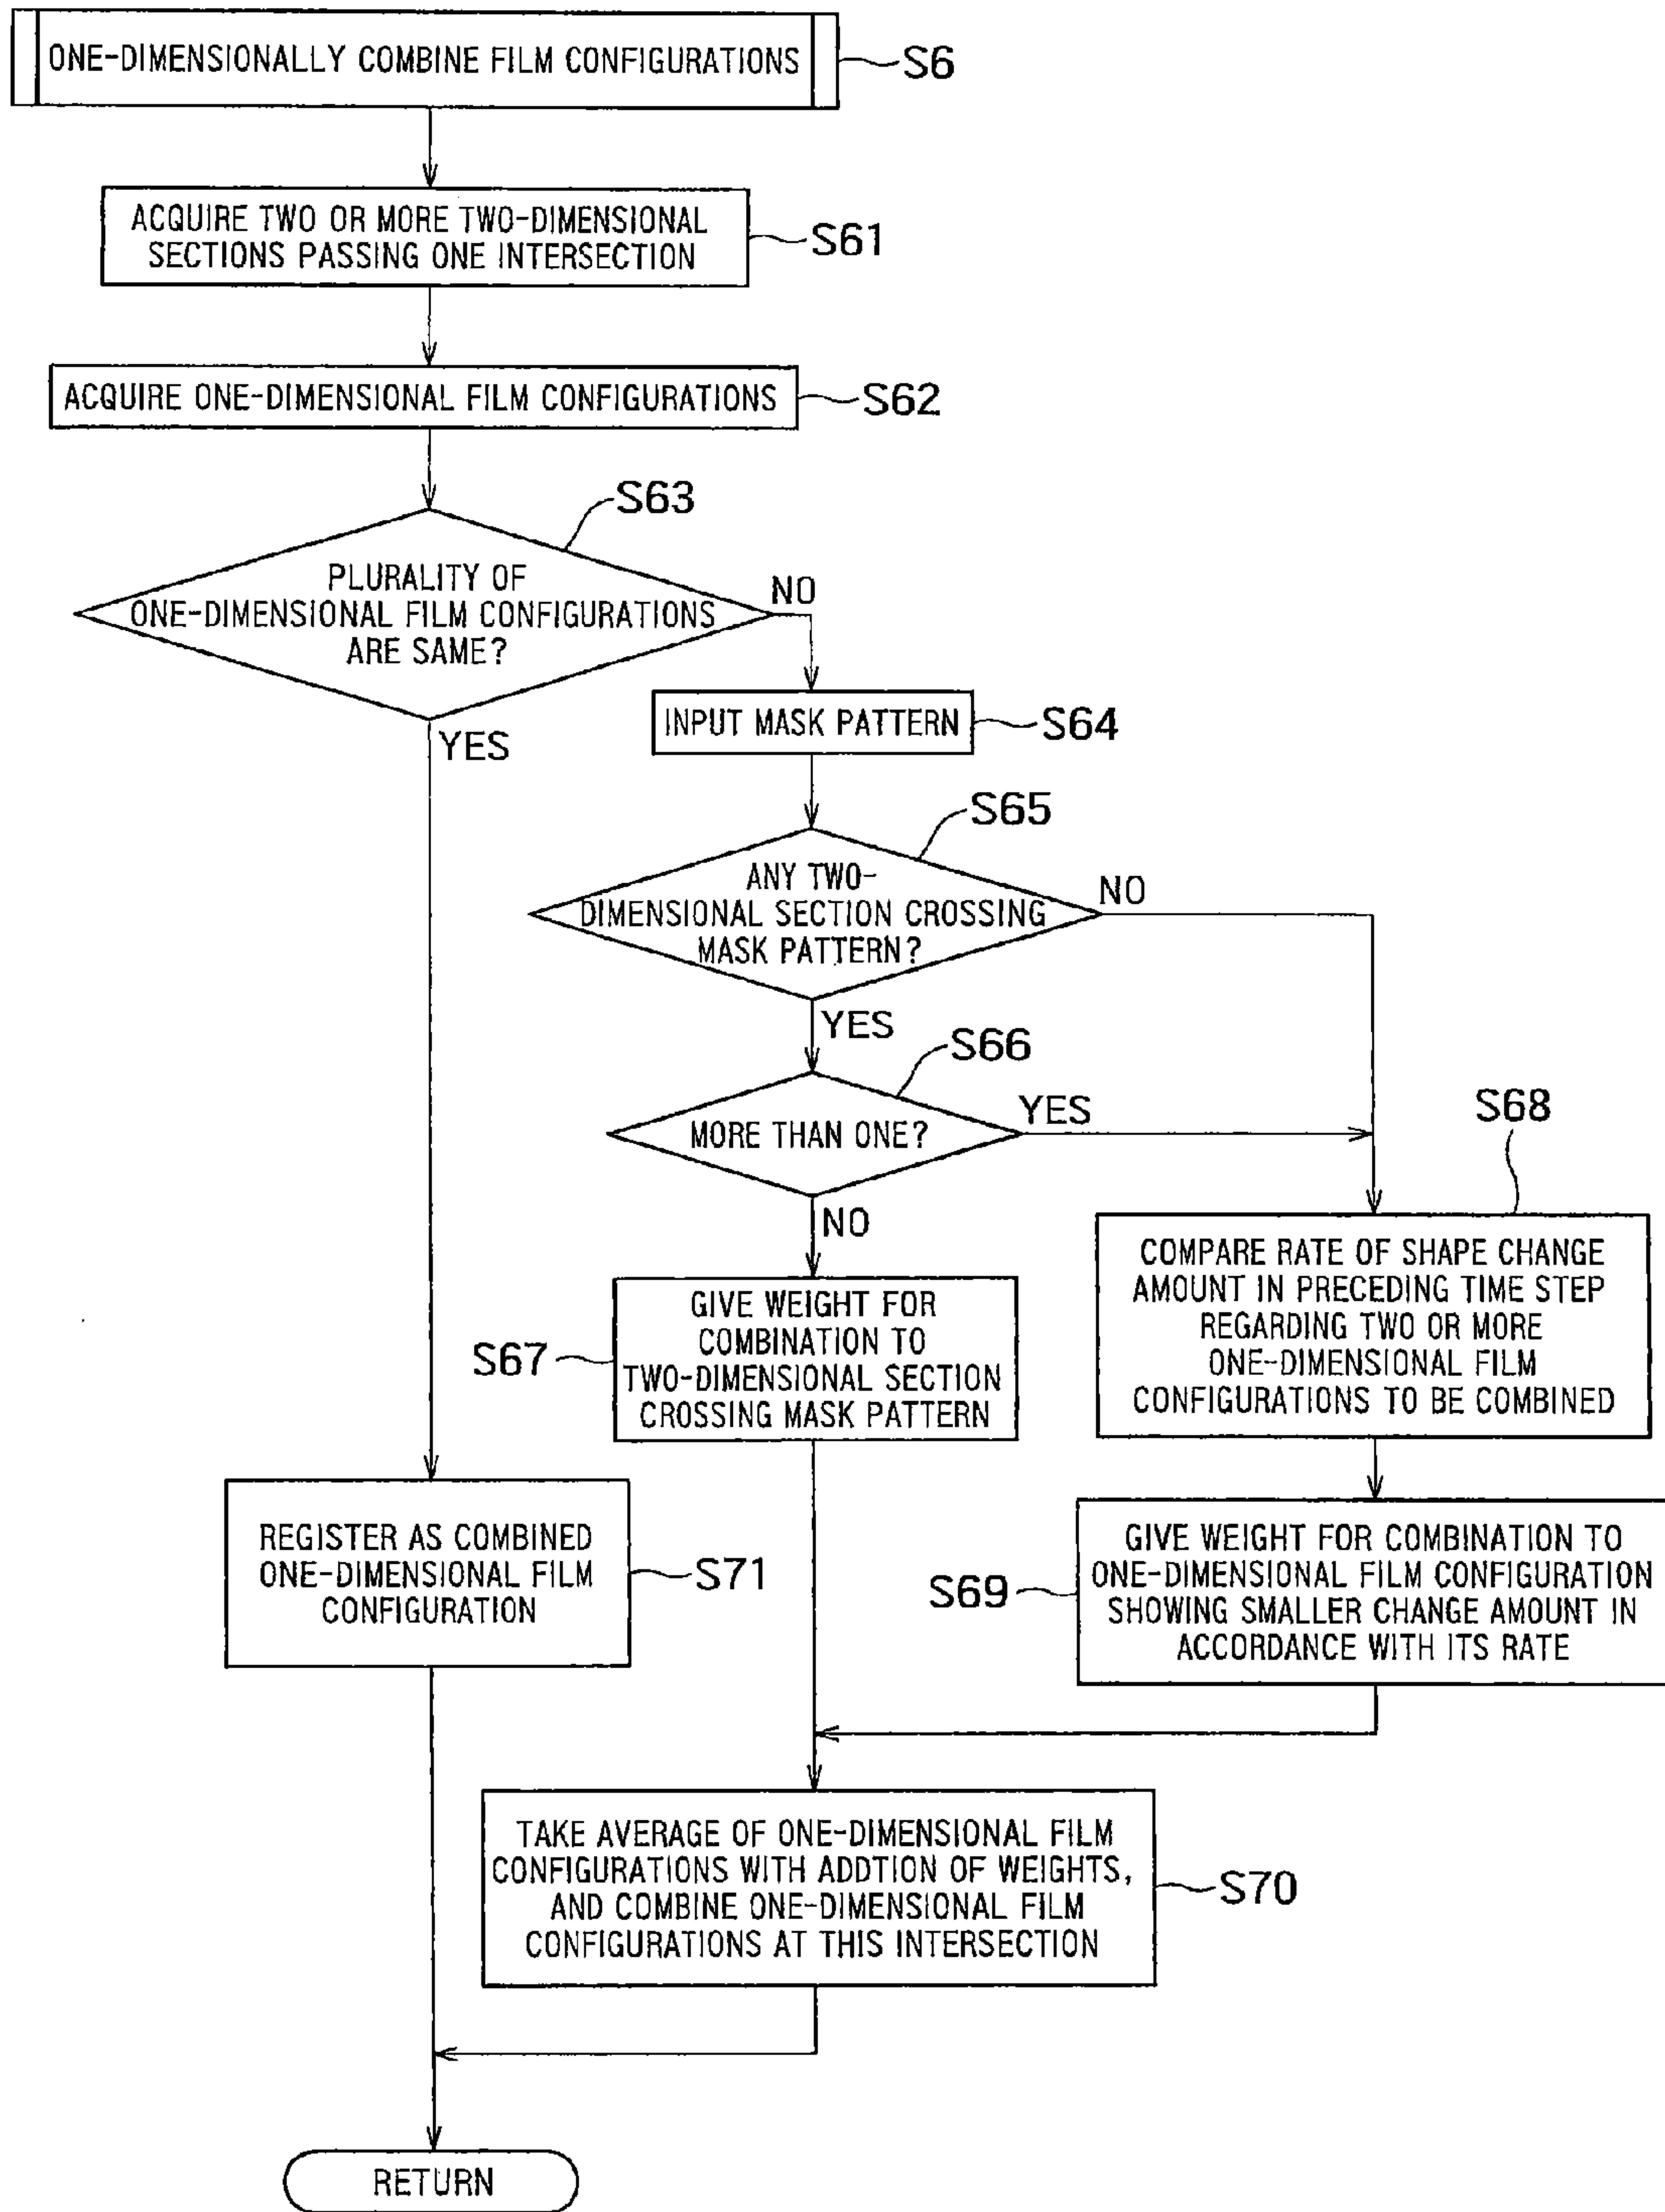 ONE-DIMENSIONALLY COMBINE FILM CONFIGURATIONS
S6
ACQUIRE TWO OR MORE TWO-DIMENSIONAL
SECTIONS PASSING ONE INTERSECTION
S61
ACQUIRE ONE-DIMENSIONAL FILM CONFIGURATIONS
S62
S63
PLURALITY OF
ONE-DIMENSIONAL FILM CONFIGURATIONS
ARE SAME?
NO
YES
INPUT MASK PATTERN
S64
S65
ANY TWO-
DIMENSIONAL SECTION CROSSING
MASK PATTERN?
NO
YES
S66
MORE THAN ONE?
YES
NO
S68
COMPARE RATE OF SHAPE CHANGE
AMOUNT IN PRECEDING TIME STEP
REGARDING TWO OR MORE
ONE-DIMENSIONAL FILM
CONFIGURATIONS TO BE COMBINED
S67
GIVE WEIGHT FOR
COMBINATION TO
TWO-DIMENSIONAL SECTION
CROSSING MASK PATTERN
REGISTER AS COMBINED
ONE-DIMENSIONAL FILM
CONFIGURATION
S71
S69
GIVE WEIGHT FOR COMBINATION TO
ONE-DIMENSIONAL FILM CONFIGURATION
SHOWING SMALLER CHANGE AMOUNT IN
ACCORDANCE WITH ITS RATE
TAKE AVERAGE OF ONE-DIMENSIONAL FILM
CONFIGURATIONS WITH ADDTION OF WEIGHTS,
AND COMBINE ONE-DIMENSIONAL FILM
CONFIGURATIONS AT THIS INTERSECTION
S70
RETURN